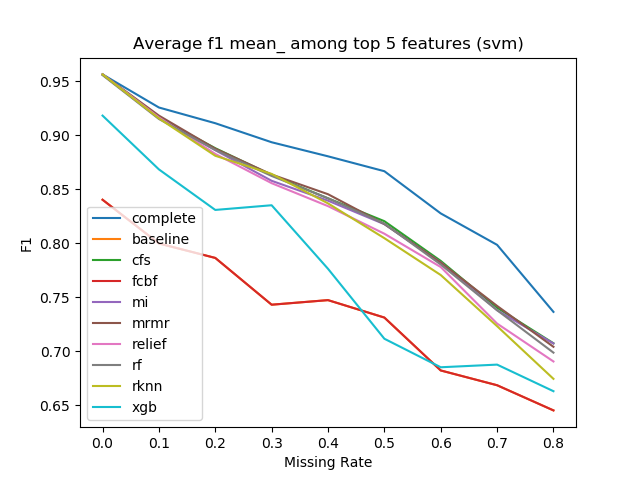 Average f1 mean_ among top 5 features (svm)
F1
0.95
0.90
0.85
0.80
0.75
0.70
0.65
complete
baseline
cfs
fcbf
mi
mrmr
relief
rf
rknn
xgb
0.0 0.1 0.2 0.3 0.4 0.5 0.6 0.7 0.8
Missing Rate